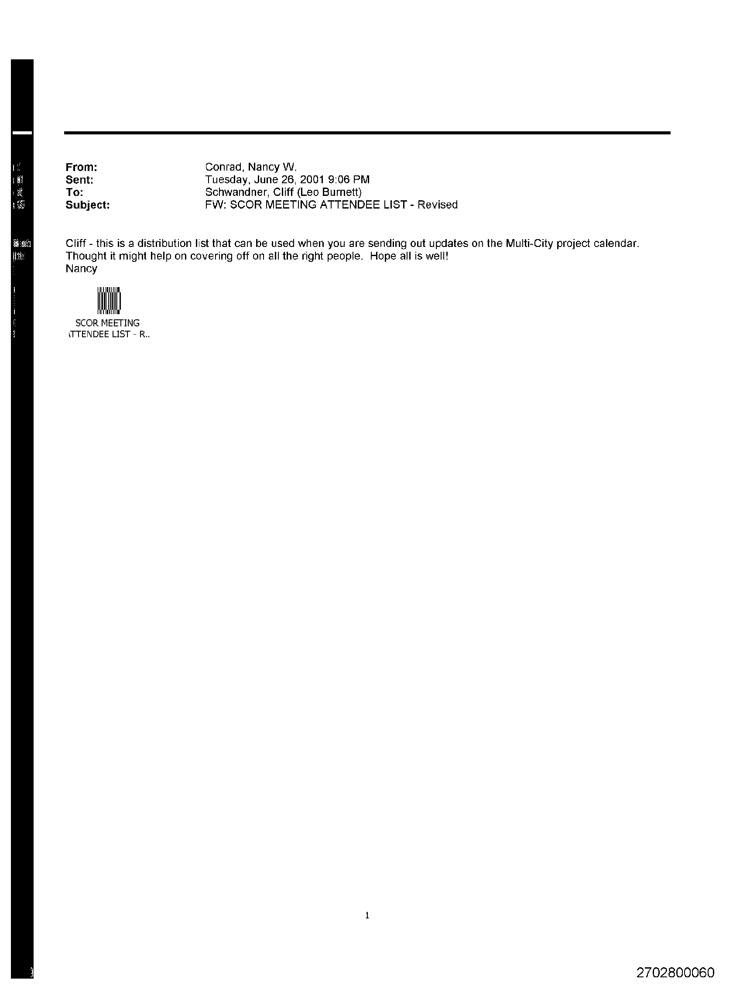 From: Conrad, Nancy W.
Sent: Tuesday, June 26, 2001 9:06 PM
To: Schwandner, Cliff (Leo Burnett)
Subject: FW: SCOR MEETING ATTENDEE LIST - Revised
Cliff - this is a distribution list that can be used when you are sending out updates on the Multi-City project calendar.
Thought it might help on covering off on all the right people. Hope all is well!
Nancy
SCOR MEETING
TTENDEE LIST - R..
1
2702800060